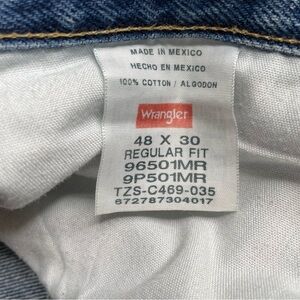 MADE IN MEXICO
HECHO EN MEXICO
100% COTTON / ALGODON
Wrangler
48 X 30
REGULAR FIT
96501MR
9P501MR
TZS-C469-035
672787304017